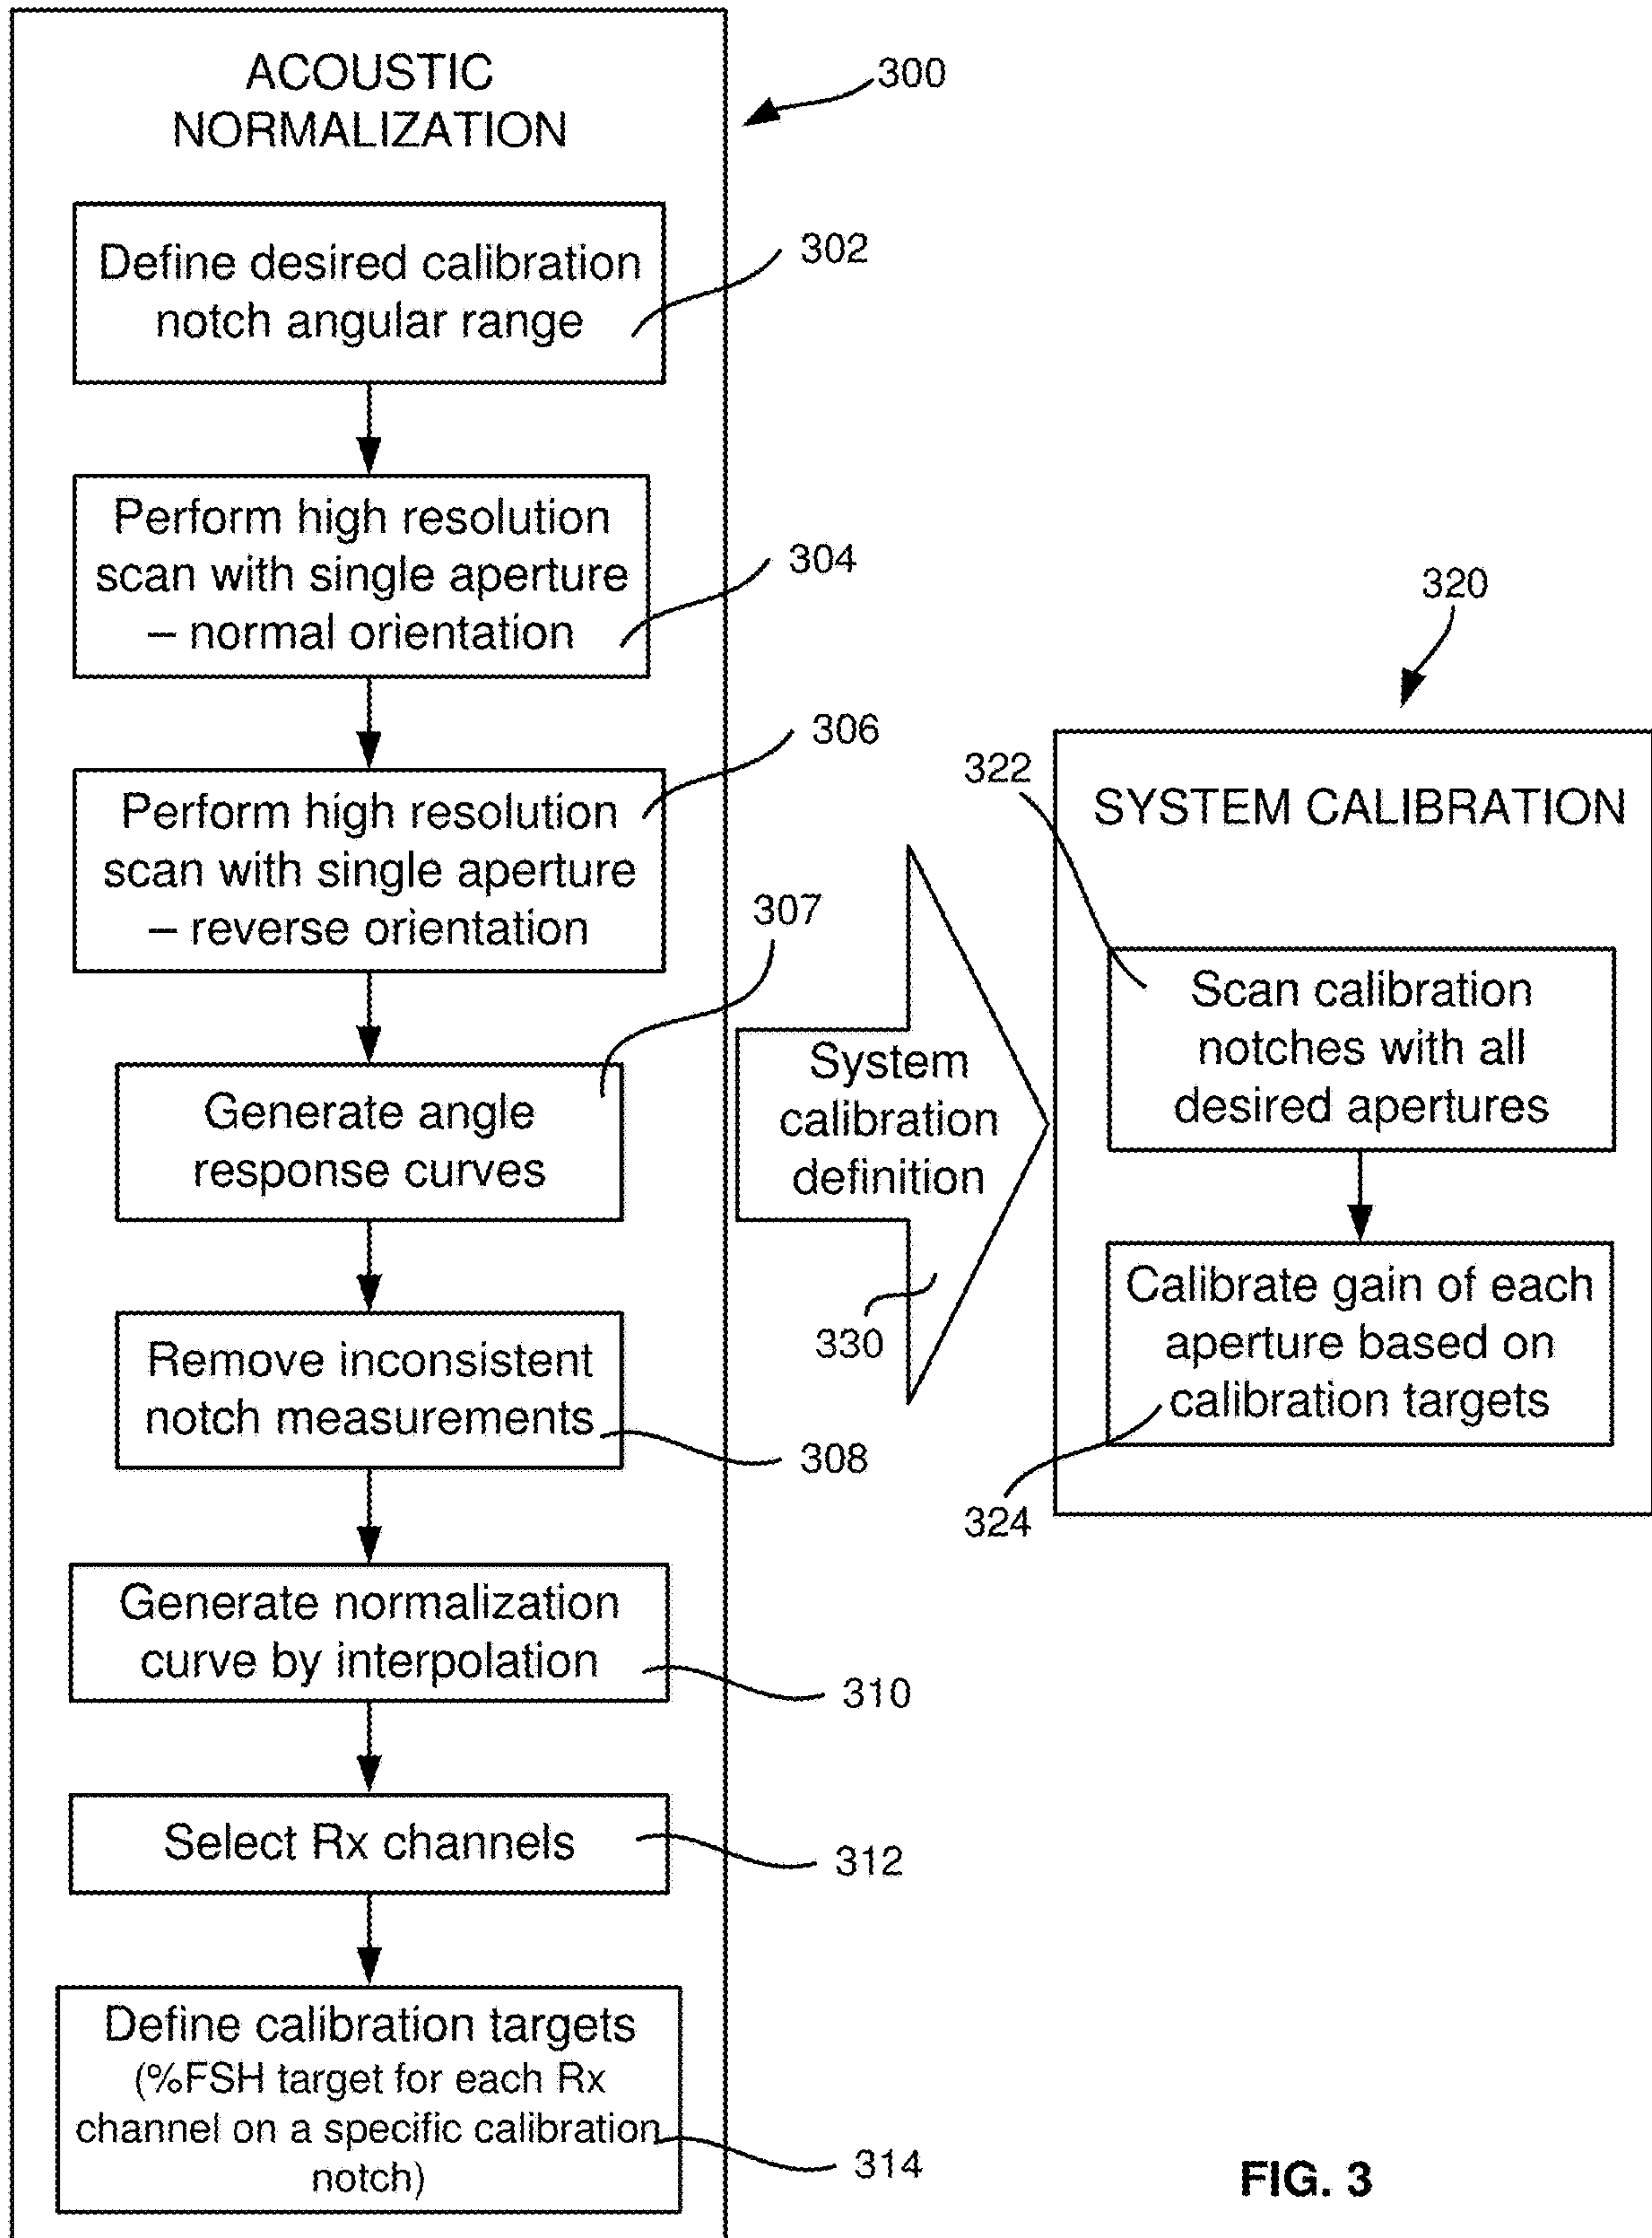 ACOUSTIC
NORMALIZATION
300
Define desired calibration
notch angular range
302
Perform high resolution
scan with single aperture
– normal orientation
304
Perform high resolution
scan with single aperture
– reverse orientation
306
Generate angle
response curves
307
Remove inconsistent
notch measurements
308
Generate normalization
curve by interpolation
310
Select Rx channels
312
Define calibration targets
(%FSH target for each Rx
channel on a specific calibration
notch)
314
System
calibration
definition
330
320
SYSTEM CALIBRATION
322
Scan calibration
notches with all
desired apertures
Calibrate gain of each
aperture based on
calibration targets
324
FIG. 3